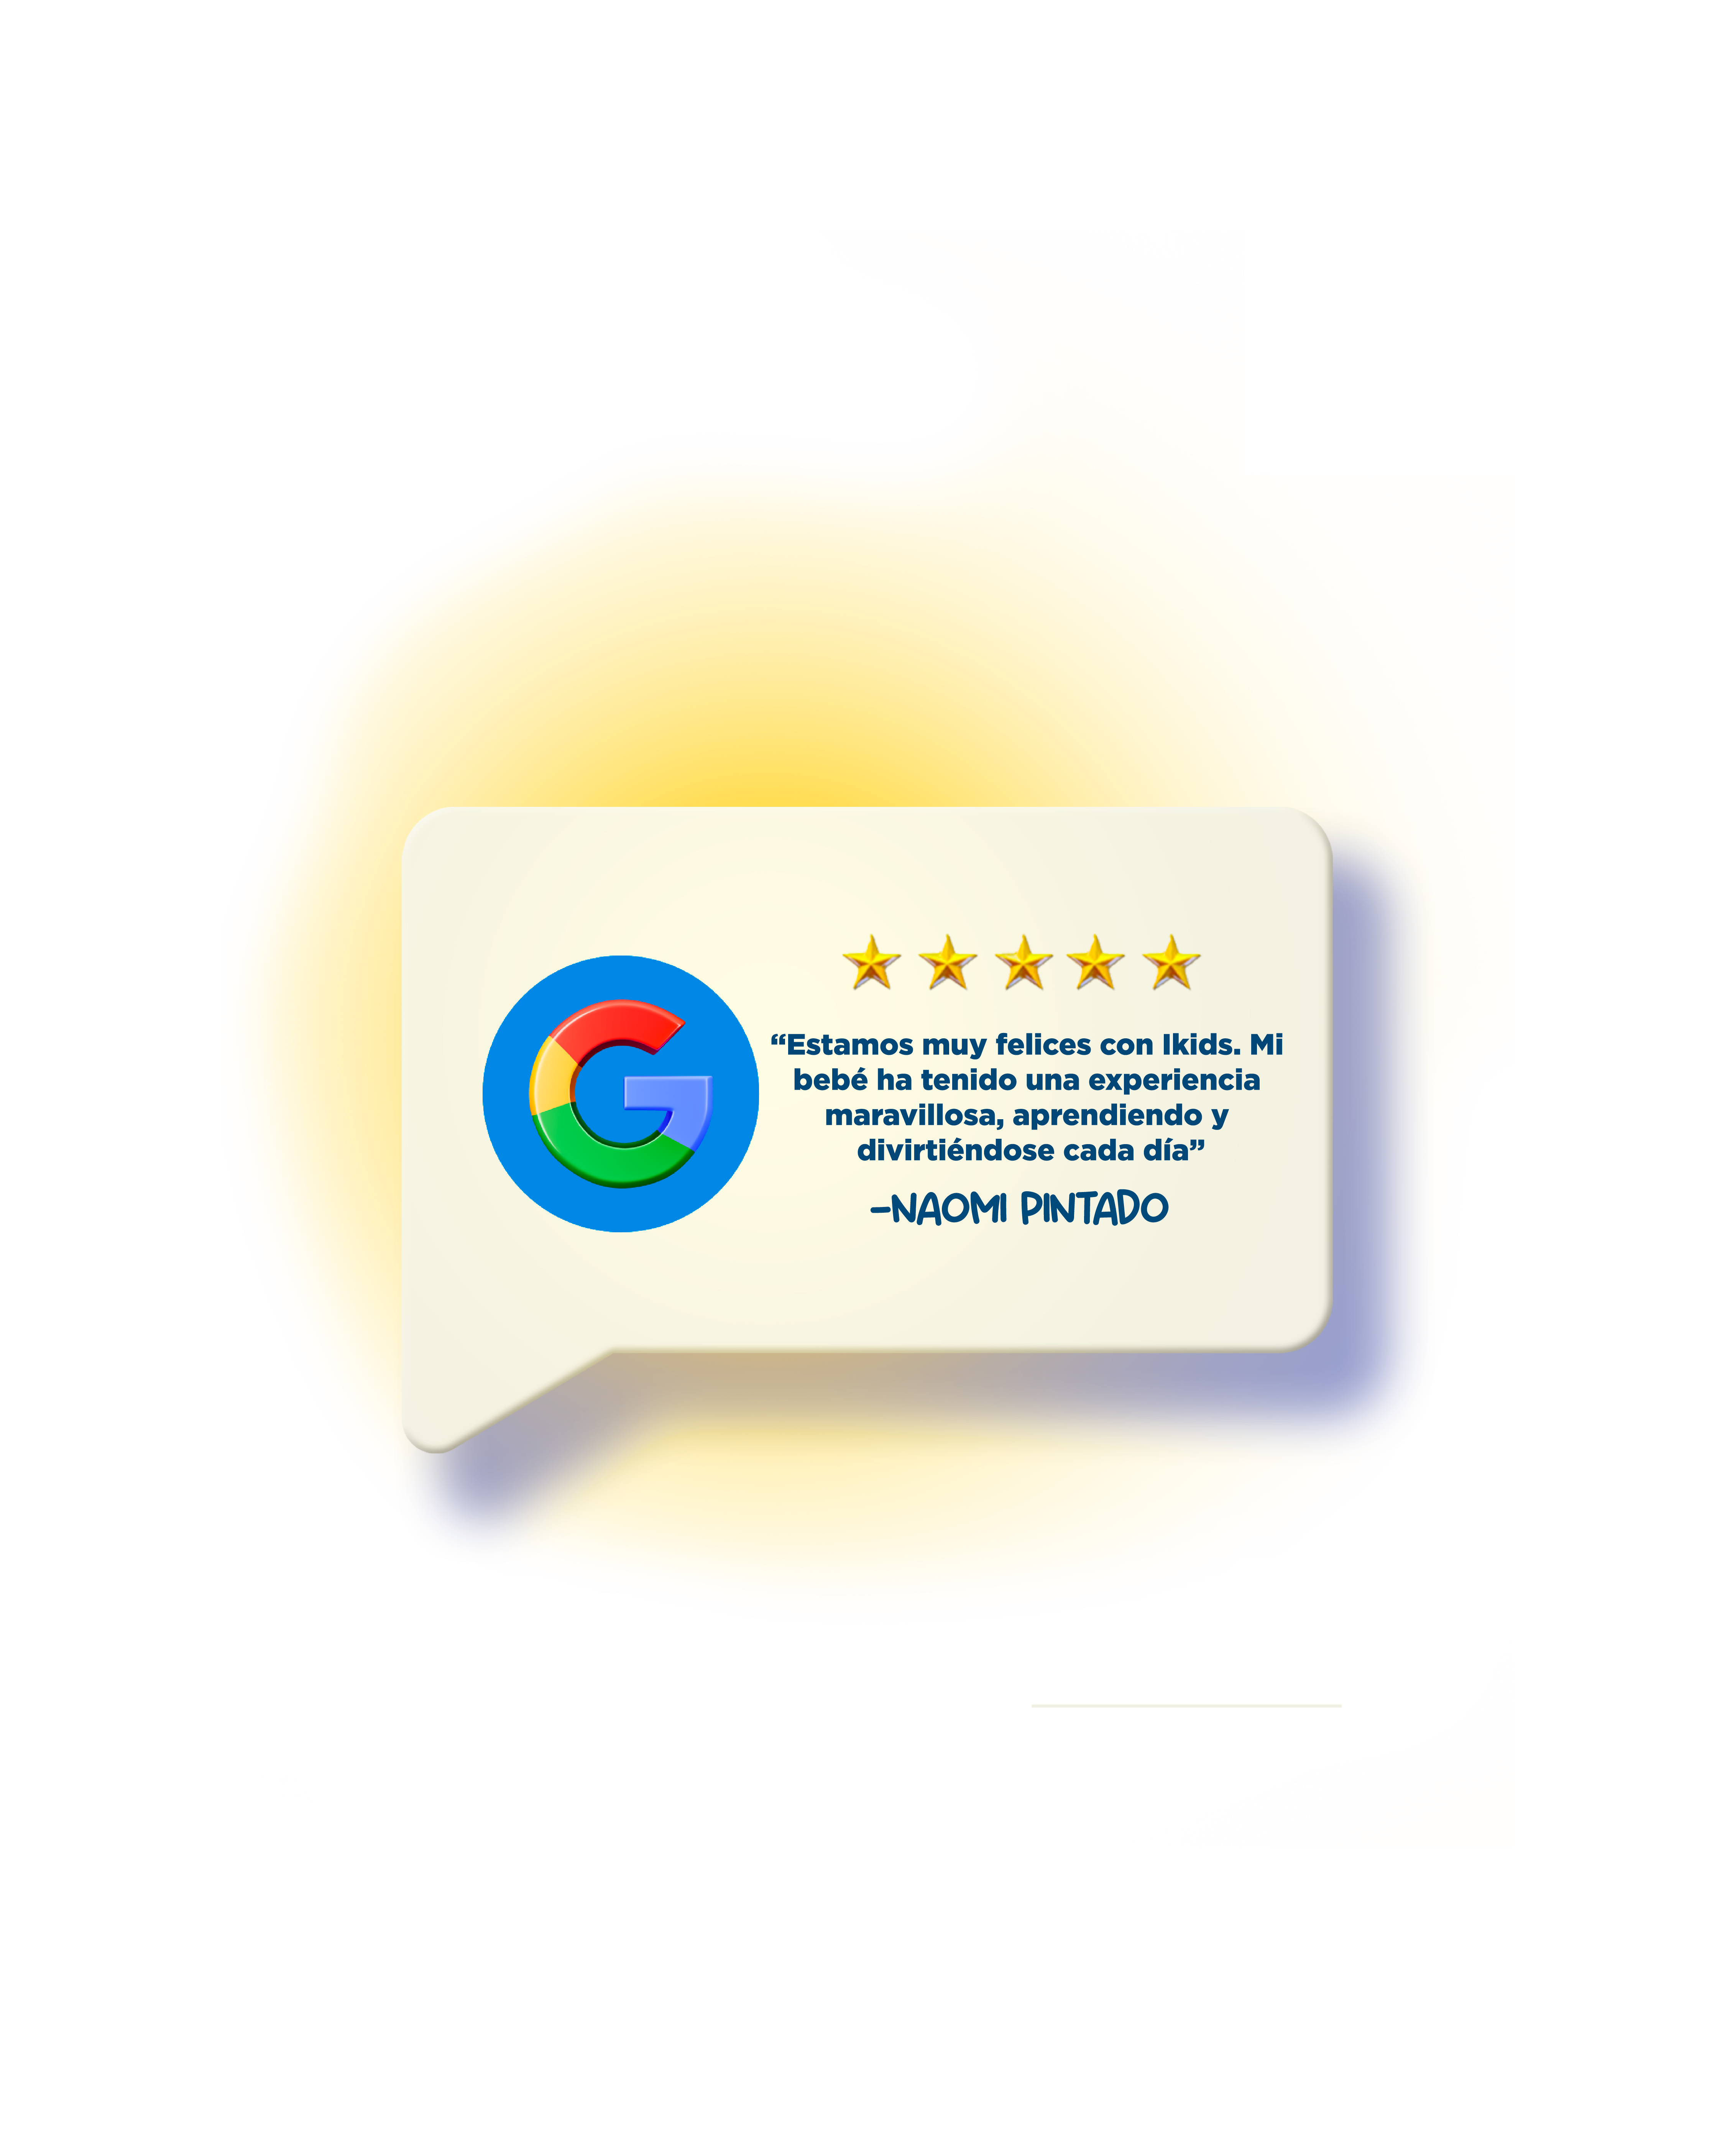 “Estamos muy felices con Ikids. Mi
bebé ha tenido una experiencia
maravillosa, aprendiendo y
divirtiéndose cada día”
–NAOMI PINTADO